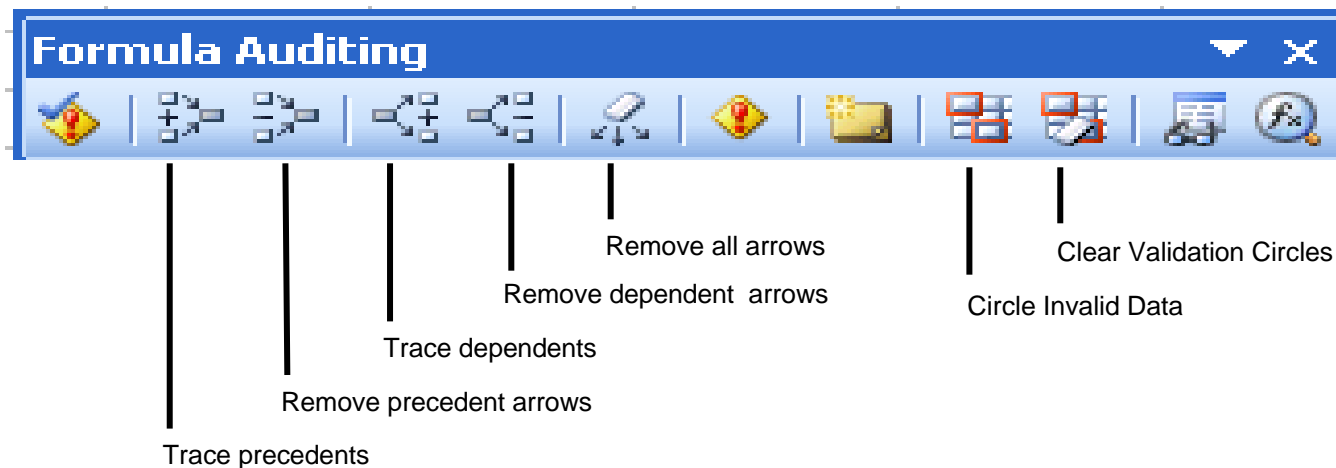 Formula Auditing
Remove all arrows
Clear Validation Circles
Remove dependent arrows
Circle Invalid Data
Trace dependents
Remove precedent arrows
Trace precedents